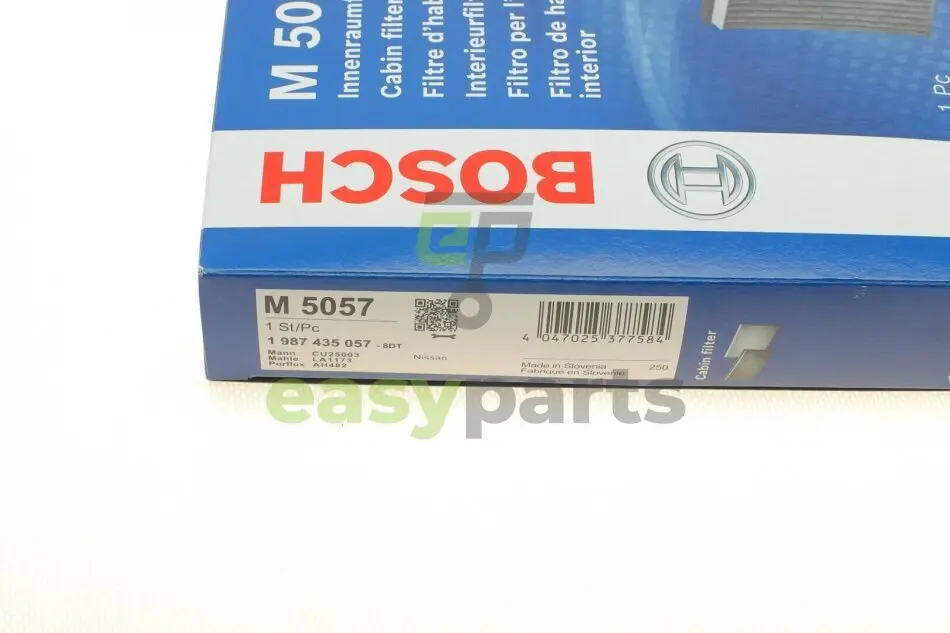 M 50
Innenraumf
Cabin filter
Filtre d'hab
Interieurfil
Filtro per l'i
Filtro de ha
interior
1 PC
BOSCH
M 5057
1 St/Pc
1 987 435 057 - 8DT
Mann CU25003
Mahle LA1173
Purflux AH482
Nissan
4 047025 377584
Made in Slovenia
Fabriqué en Slovénie
250
Cabin filter
ep
easyparts